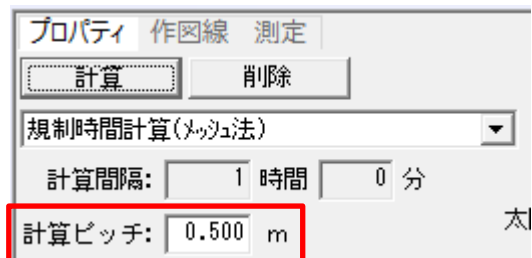 プロパティ 作図線 測定
計算 削除
規制時間計算(メッシュ法)
計算間隔: 1 時間 0 分
計算ピッチ: 0.500 m
太